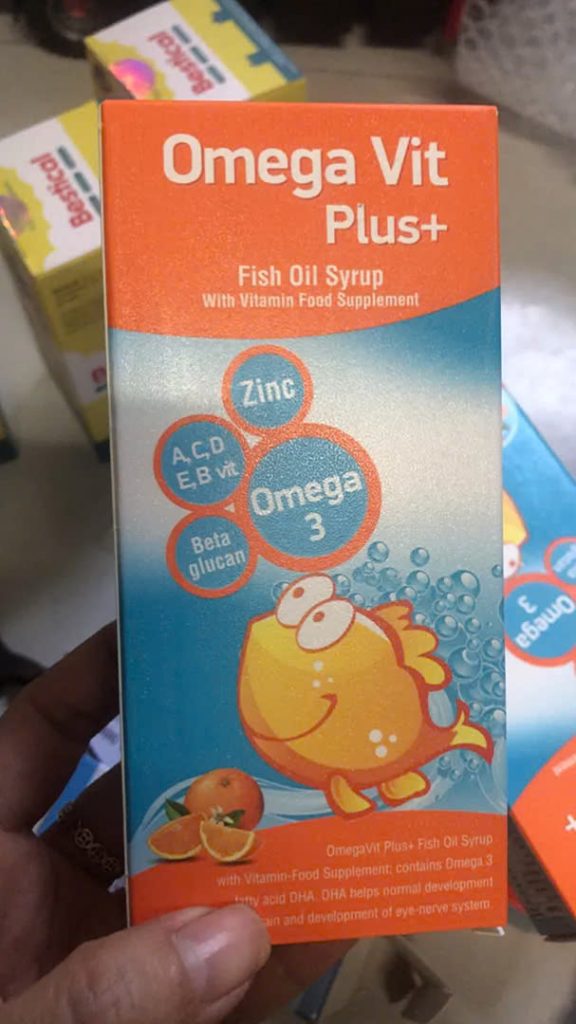 Bestical
Bestical
Omega Vit
Plus+
Fish Oil Syrup
With Vitamin Food Supplement
Zinc
A, C, D
E, B vit
Omega
3
Beta
glucan
Omega
3
OmegaVit Plus+ Fish Oil Syrup
with Vitamin-Food Supplement; contains Omega 3
fatty acid DHA. DHA helps normal development
and develppment of eye-nerve system